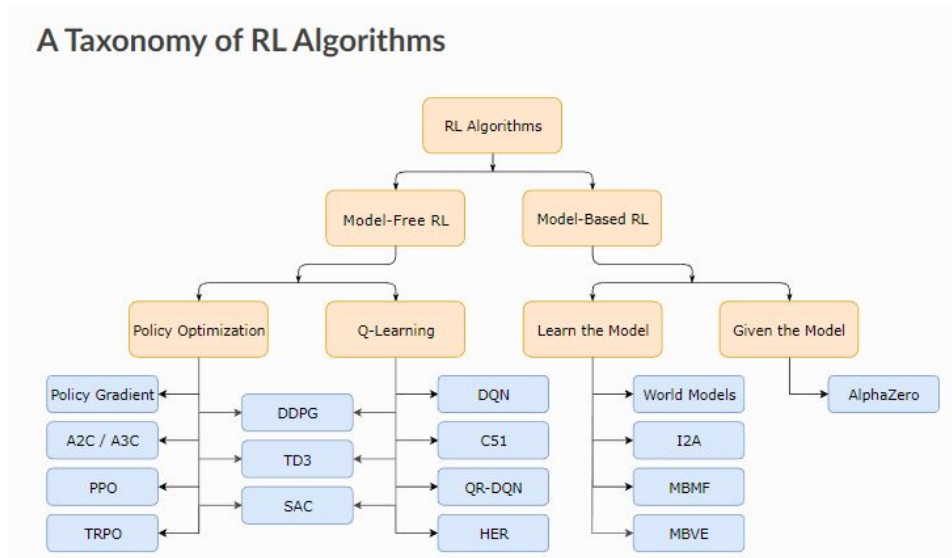 A Taxonomy of RL Algorithms
RL Algorithms
Model-Free RL
Model-Based RL
Policy Optimization
Q-Learning
Learn the Model
Given the Model
Policy Gradient
DDPG
DQN
World Models
AlphaZero
A2C / A3C
TD3
C51
I2A
PPO
SAC
QR-DQN
MBMF
TRPO
HER
MBVE